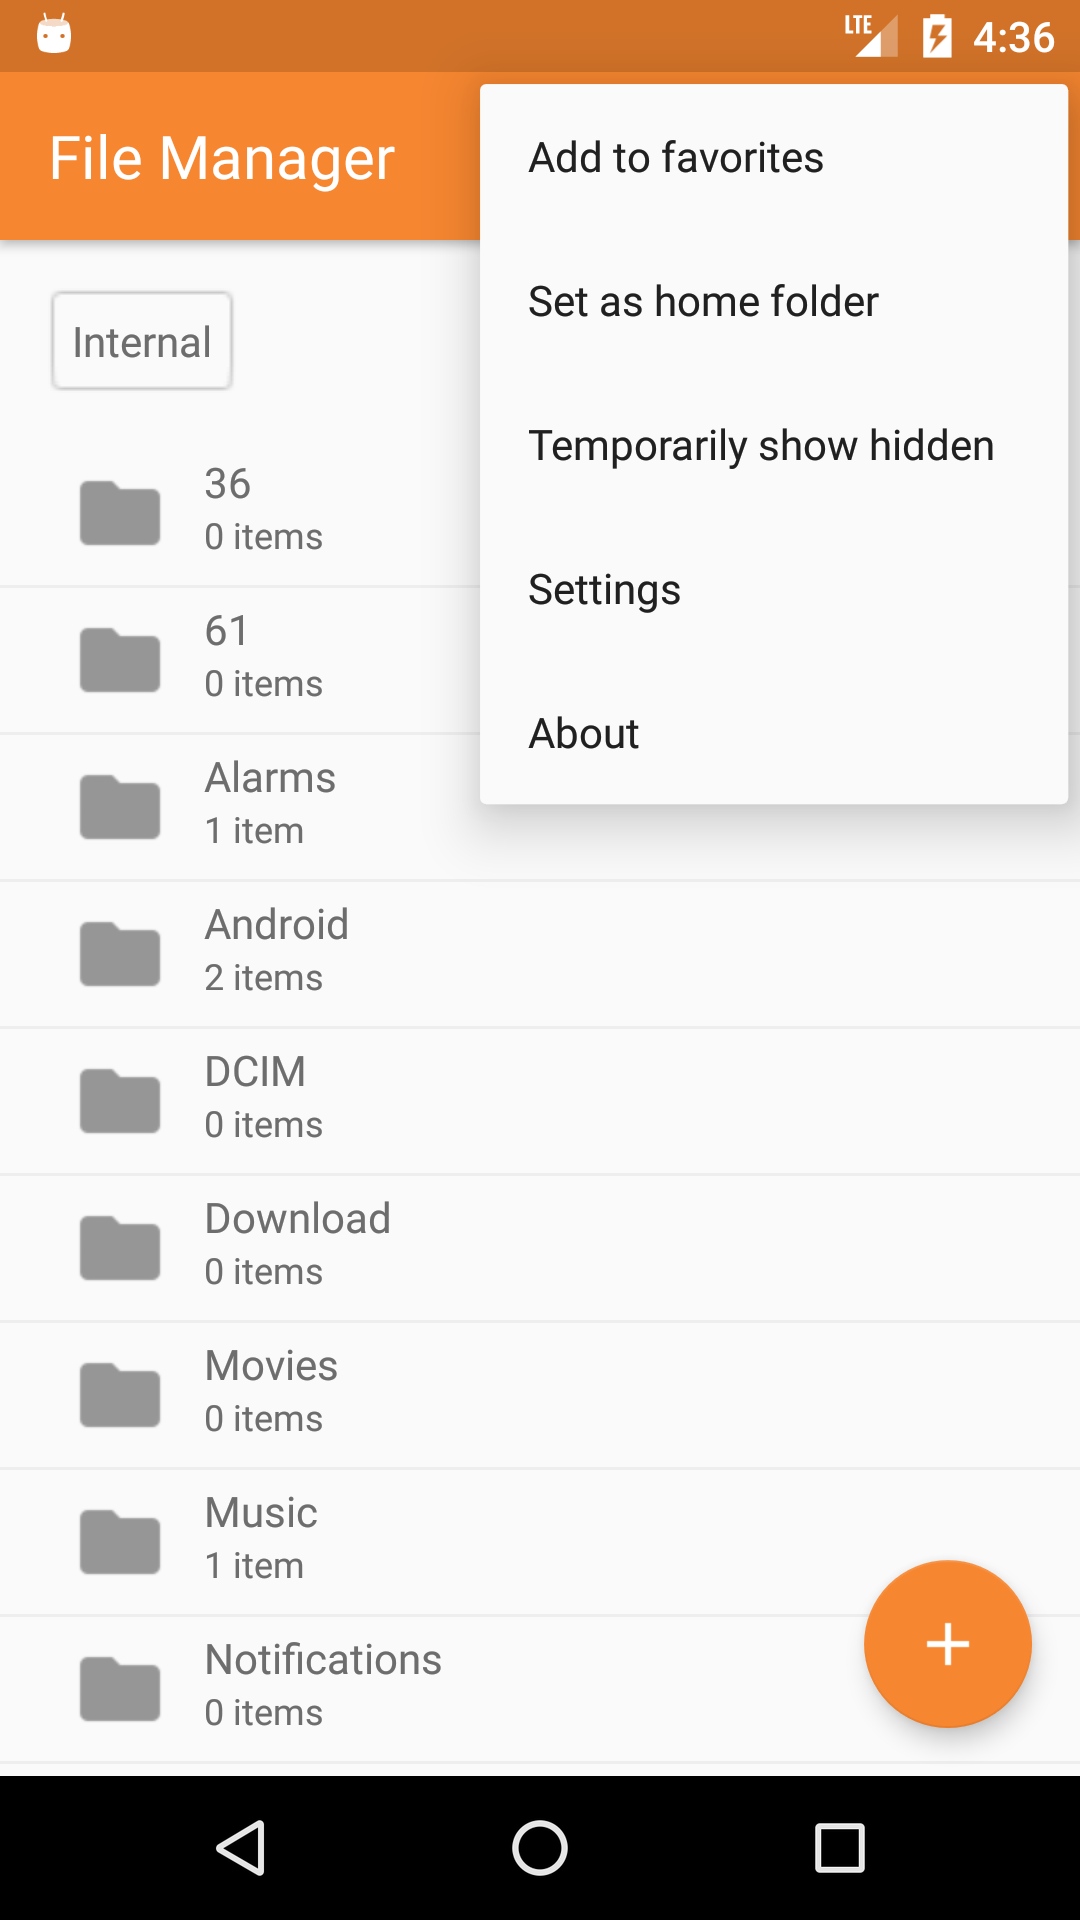 LTE 4:36
File Manager
Add to favorites
Set as home folder
Temporarily show hidden
Settings
About
Internal
36
0 items
61
0 items
Alarms
1 item
Android
2 items
DCIM
0 items
Download
0 items
Movies
0 items
Music
1 item
Notifications
0 items